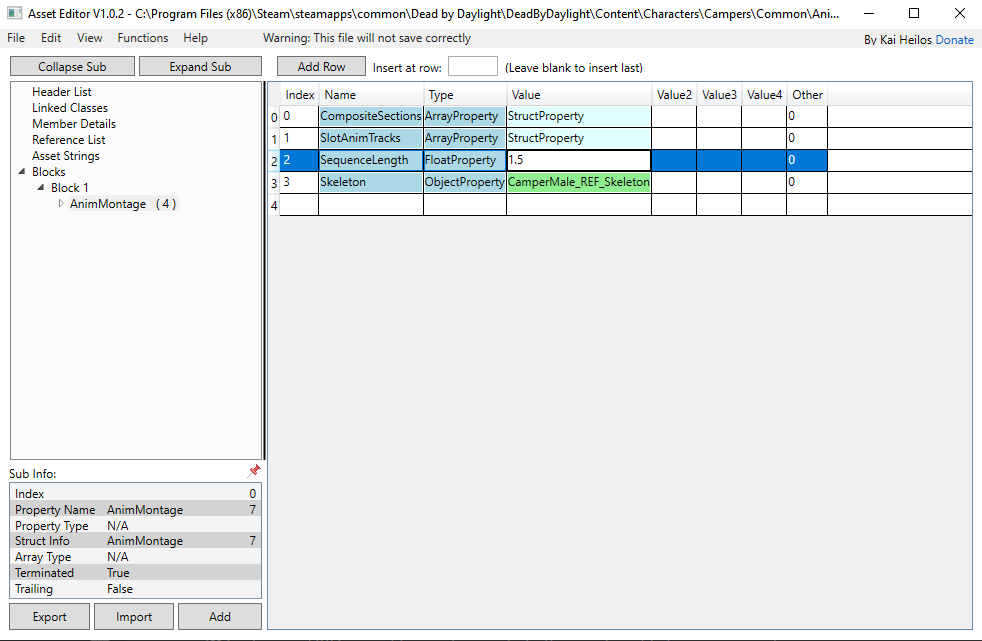 Asset Editor V1.0.2 - C:\Program Files (x86)\Steam\steamapps\common\Dead by Daylight\DeadByDaylight\Content\Characters\Campers\Common\Ani...
File Edit View Functions Help Warning: This file will not save correctly By Kai Heilos Donate
Collapse Sub Expand Sub Add Row Insert at row: (Leave blank to insert last)
Header List
Linked Classes
Member Details
Reference List
Asset Strings
Blocks
Block 1
AnimMontage ( 4 )
Index Name Type Value Value2 Value3 Value4 Other
0 0 CompositeSections ArrayProperty StructProperty 0
1 1 SlotAnimTracks ArrayProperty StructProperty 0
2 2 SequenceLength FloatProperty 1.5 0
3 3 Skeleton ObjectProperty CamperMale_REF_Skeleton 0
4
Sub Info:
Index 0
Property Name AnimMontage 7
Property Type N/A
Struct Info AnimMontage 7
Array Type N/A
Terminated True
Trailing False
Export Import Add